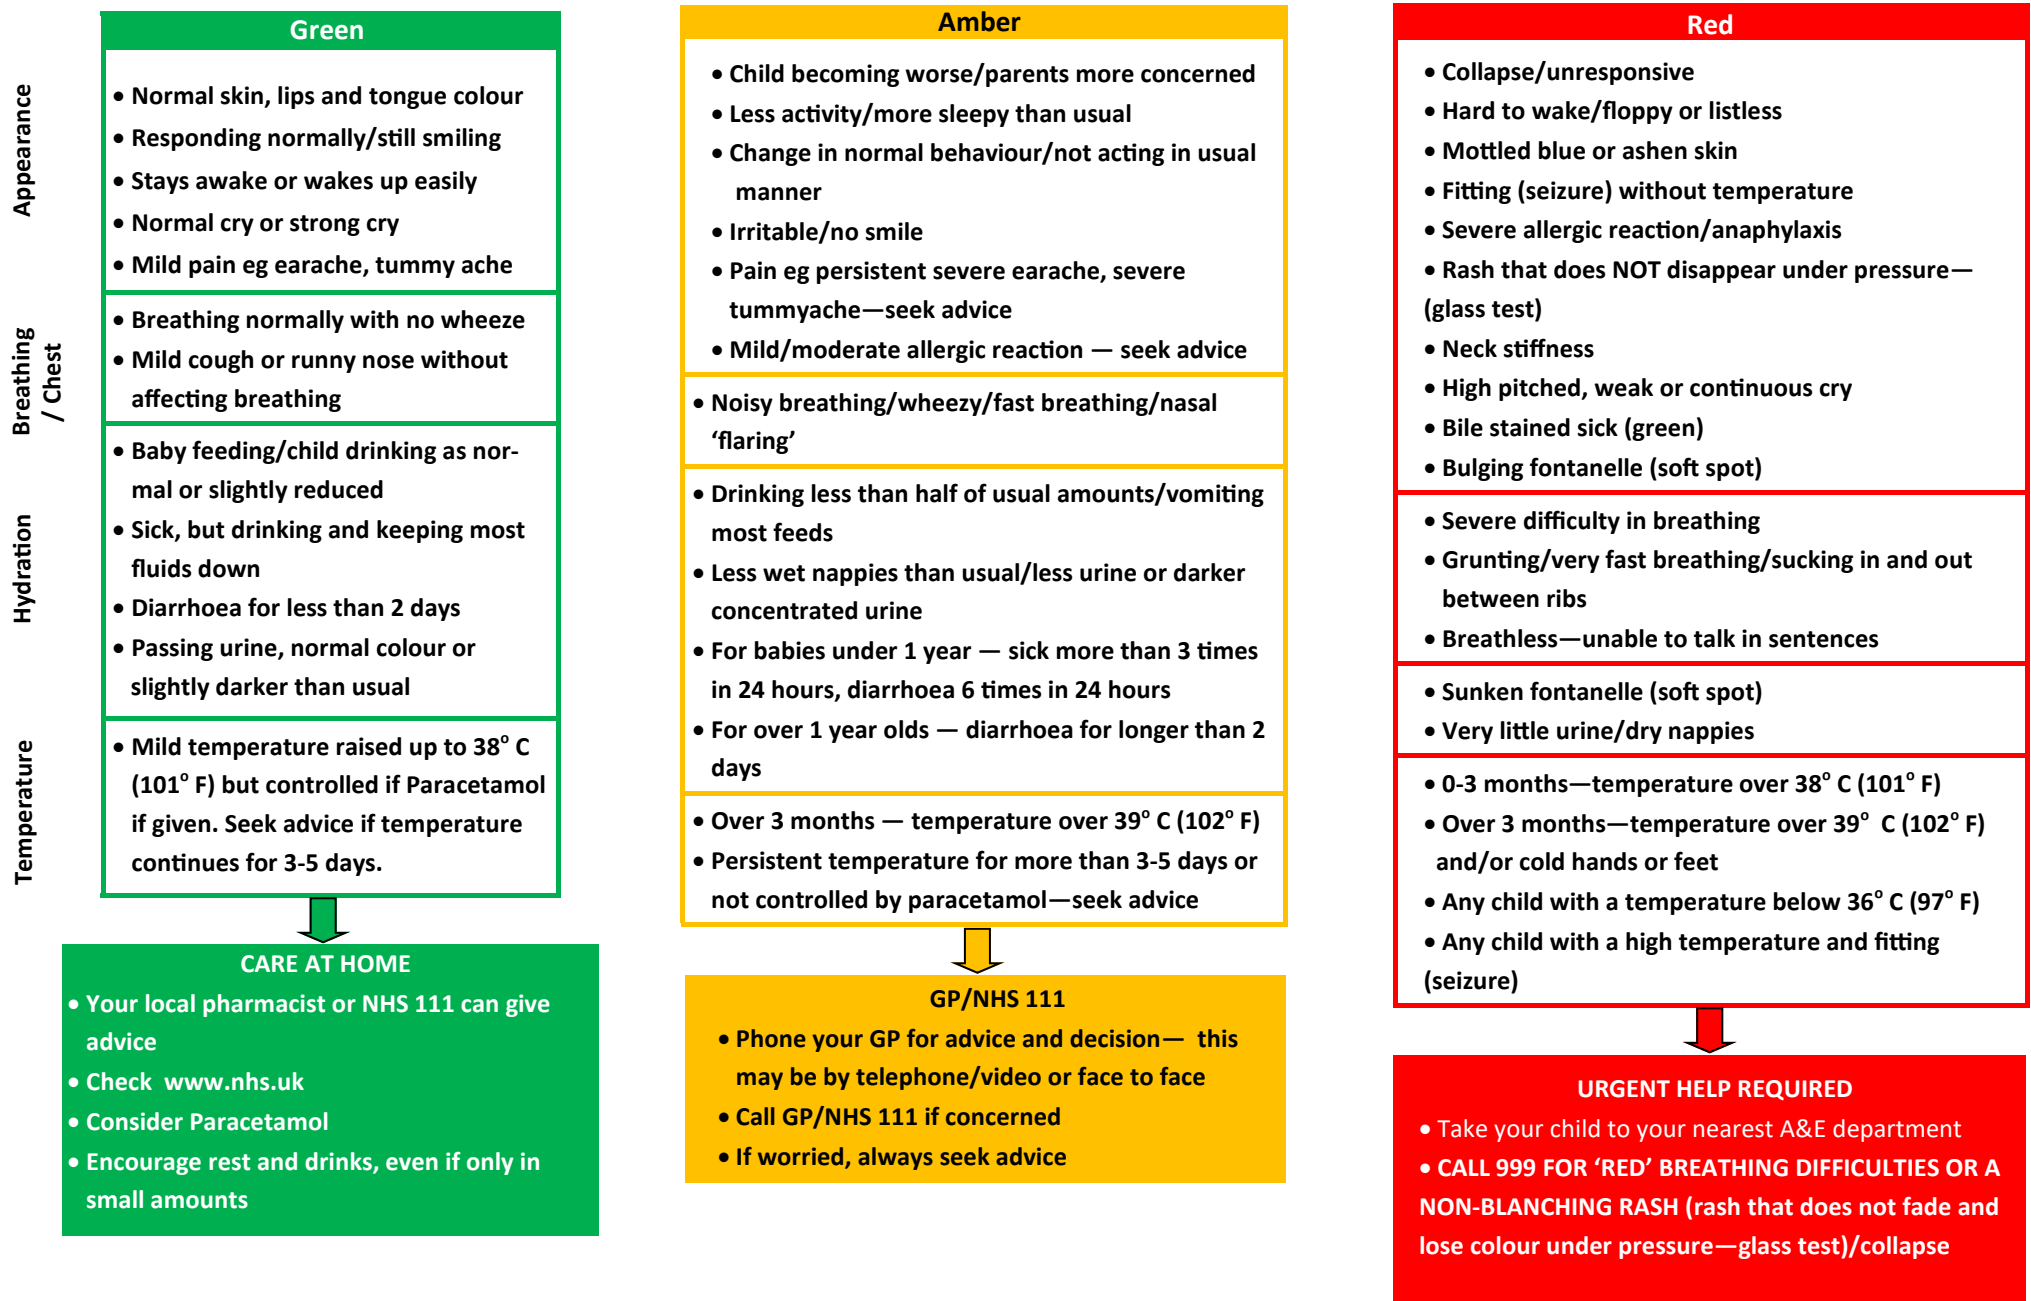 Appearance
Breathing
/ Chest
Hydration
Temperature
Green
• Normal skin, lips and tongue colour
• Responding normally/still smiling
• Stays awake or wakes up easily
• Normal cry or strong cry
• Mild pain eg earache, tummy ache
• Breathing normally with no wheeze
• Mild cough or runny nose without
affecting breathing
• Baby feeding/child drinking as nor-
mal or slightly reduced
• Sick, but drinking and keeping most
fluids down
• Diarrhoea for less than 2 days
• Passing urine, normal colour or
slightly darker than usual
• Mild temperature raised up to 38° C
(101° F) but controlled if Paracetamol
if given. Seek advice if temperature
continues for 3-5 days.
CARE AT HOME
• Your local pharmacist or NHS 111 can give
advice
• Check www.nhs.uk
• Consider Paracetamol
• Encourage rest and drinks, even if only in
small amounts
Amber
• Child becoming worse/parents more concerned
• Less activity/more sleepy than usual
• Change in normal behaviour/not acting in usual
manner
• Irritable/no smile
• Pain eg persistent severe earache, severe
tummyache—seek advice
• Mild/moderate allergic reaction — seek advice
• Noisy breathing/wheezy/fast breathing/nasal
‘flaring’
• Drinking less than half of usual amounts/vomiting
most feeds
• Less wet nappies than usual/less urine or darker
concentrated urine
• For babies under 1 year — sick more than 3 times
in 24 hours, diarrhoea 6 times in 24 hours
• For over 1 year olds — diarrhoea for longer than 2
days
• Over 3 months — temperature over 39° C (102° F)
• Persistent temperature for more than 3-5 days or
not controlled by paracetamol—seek advice
GP/NHS 111
• Phone your GP for advice and decision— this
may be by telephone/video or face to face
• Call GP/NHS 111 if concerned
• If worried, always seek advice
Red
• Collapse/unresponsive
• Hard to wake/floppy or listless
• Mottled blue or ashen skin
• Fitting (seizure) without temperature
• Severe allergic reaction/anaphylaxis
• Rash that does NOT disappear under pressure—
(glass test)
• Neck stiffness
• High pitched, weak or continuous cry
• Bile stained sick (green)
• Bulging fontanelle (soft spot)
• Severe difficulty in breathing
• Grunting/very fast breathing/sucking in and out
between ribs
• Breathless—unable to talk in sentences
• Sunken fontanelle (soft spot)
• Very little urine/dry nappies
• 0-3 months—temperature over 38° C (101° F)
• Over 3 months—temperature over 39° C (102° F)
and/or cold hands or feet
• Any child with a temperature below 36° C (97° F)
• Any child with a high temperature and fitting
(seizure)
URGENT HELP REQUIRED
• Take your child to your nearest A&E department
• CALL 999 FOR ‘RED’ BREATHING DIFFICULTIES OR A
NON-BLANCHING RASH (rash that does not fade and
lose colour under pressure—glass test)/collapse